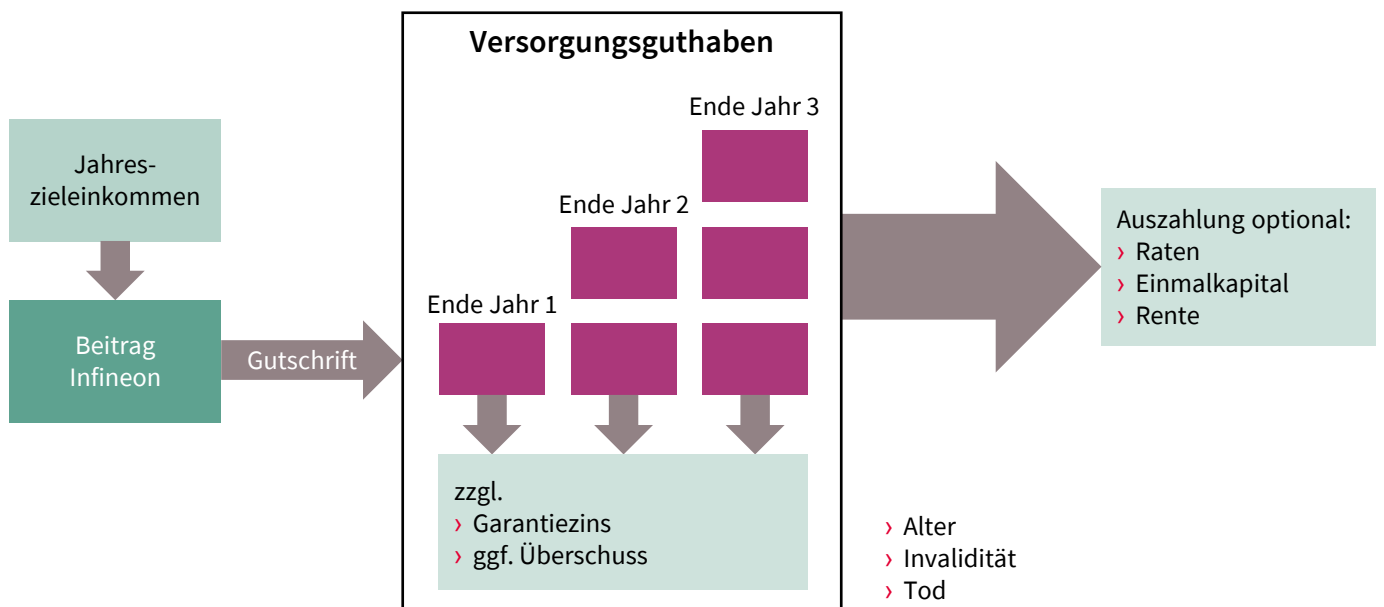 Versorgungsguthaben
Jahres-
zieleinkommen
Beitrag
Infineon
Gutschrift
Ende Jahr 1
Ende Jahr 2
Ende Jahr 3
zzgl.
› Garantiezins
› ggf. Überschuss
› Alter
› Invalidität
› Tod
Auszahlung optional:
› Raten
› Einmalkapital
› Rente